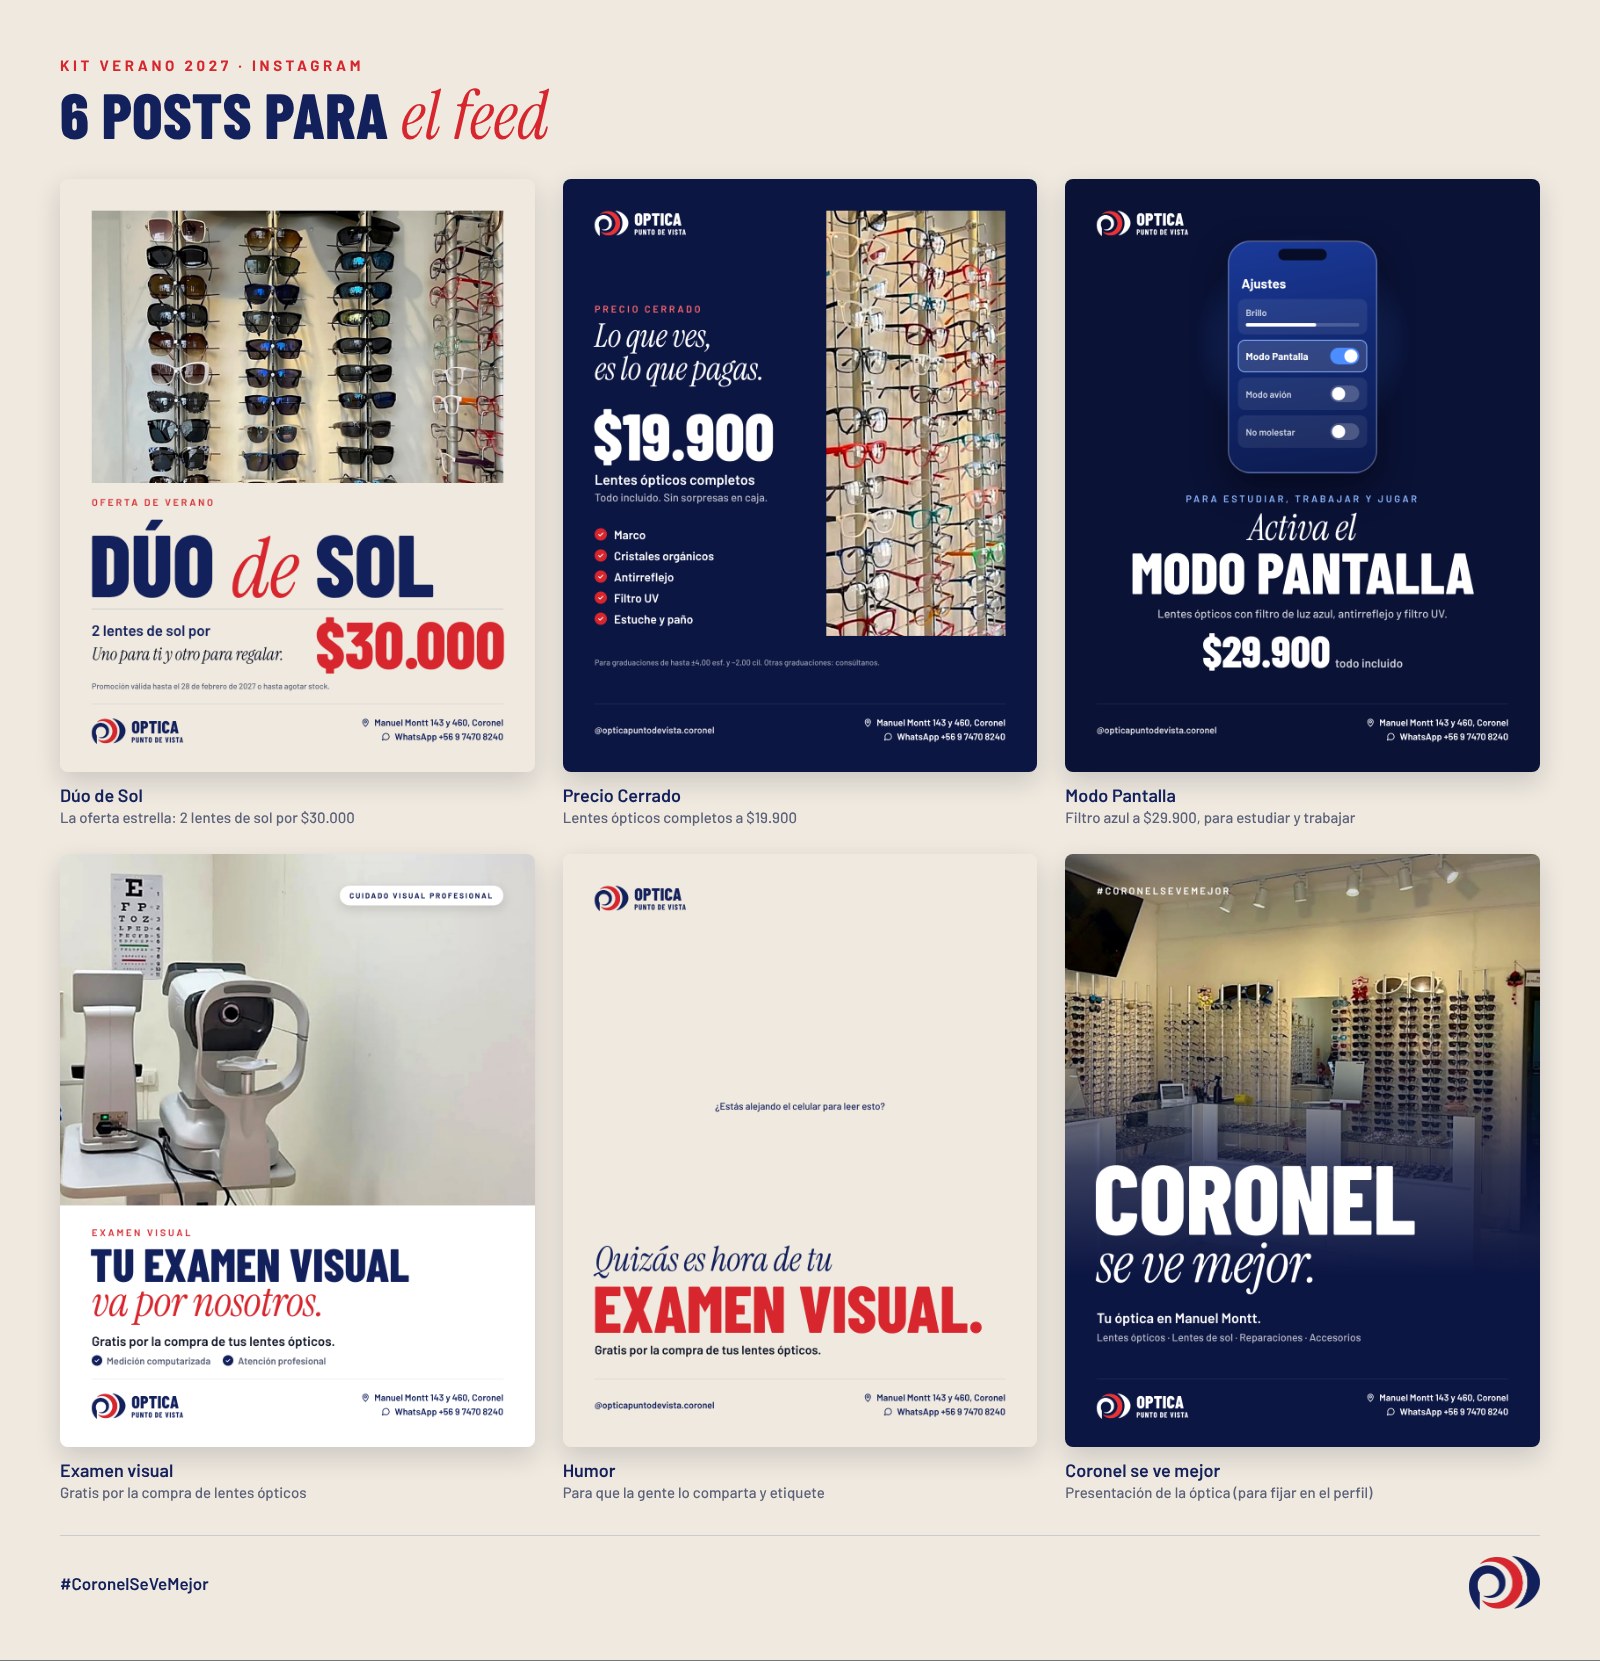 KIT VERANO 2027 · INSTAGRAM
6 POSTS PARA el feed
OFERTA DE VERANO
DÚO de SOL
2 lentes de sol por
Uno para ti y otro para regalar.
$30.000
Promoción válida hasta el 28 de febrero de 2027 o hasta agotar stock.
OPTICA
PUNTO DE VISTA
Manuel Montt 143 y 460, Coronel
WhatsApp +56 9 7470 8240
Dúo de Sol
La oferta estrella: 2 lentes de sol por $30.000
OPTICA
PUNTO DE VISTA
PRECIO CERRADO
Lo que ves,
es lo que pagas.
$19.900
Lentes ópticos completos
Todo incluido. Sin sorpresas en caja.
Marco
Cristales orgánicos
Antirreflejo
Filtro UV
Estuche y paño
Para graduaciones de hasta ±4,00 esf. y −2,00 cil. Otras graduaciones: consúltanos.
@opticapuntodevista.coronel
Manuel Montt 143 y 460, Coronel
WhatsApp +56 9 7470 8240
Precio Cerrado
Lentes ópticos completos a $19.900
OPTICA
PUNTO DE VISTA
Ajustes
Brillo
Modo Pantalla
Modo avión
No molestar
PARA ESTUDIAR, TRABAJAR Y JUGAR
Activa el
MODO PANTALLA
Lentes ópticos con filtro de luz azul, antirreflejo y filtro UV.
$29.900 todo incluido
@opticapuntodevista.coronel
Manuel Montt 143 y 460, Coronel
WhatsApp +56 9 7470 8240
Modo Pantalla
Filtro azul a $29.900, para estudiar y trabajar
E
F P
T O Z
L P E D
P E C F D
CUIDADO VISUAL PROFESIONAL
EXAMEN VISUAL
TU EXAMEN VISUAL
va por nosotros.
Gratis por la compra de tus lentes ópticos.
Medición computarizada
Atención profesional
OPTICA
PUNTO DE VISTA
Manuel Montt 143 y 460, Coronel
WhatsApp +56 9 7470 8240
Examen visual
Gratis por la compra de lentes ópticos
OPTICA
PUNTO DE VISTA
¿Estás alejando el celular para leer esto?
Quizás es hora de tu
EXAMEN VISUAL.
Gratis por la compra de tus lentes ópticos.
@opticapuntodevista.coronel
Manuel Montt 143 y 460, Coronel
WhatsApp +56 9 7470 8240
Humor
Para que la gente lo comparta y etiquete
#CORONELSEVEMEJOR
CORONEL
se ve mejor.
Tu óptica en Manuel Montt.
Lentes ópticos · Lentes de sol · Reparaciones · Accesorios
OPTICA
PUNTO DE VISTA
Manuel Montt 143 y 460, Coronel
WhatsApp +56 9 7470 8240
Coronel se ve mejor
Presentación de la óptica (para fijar en el perfil)
#CoronelSeVeMejor